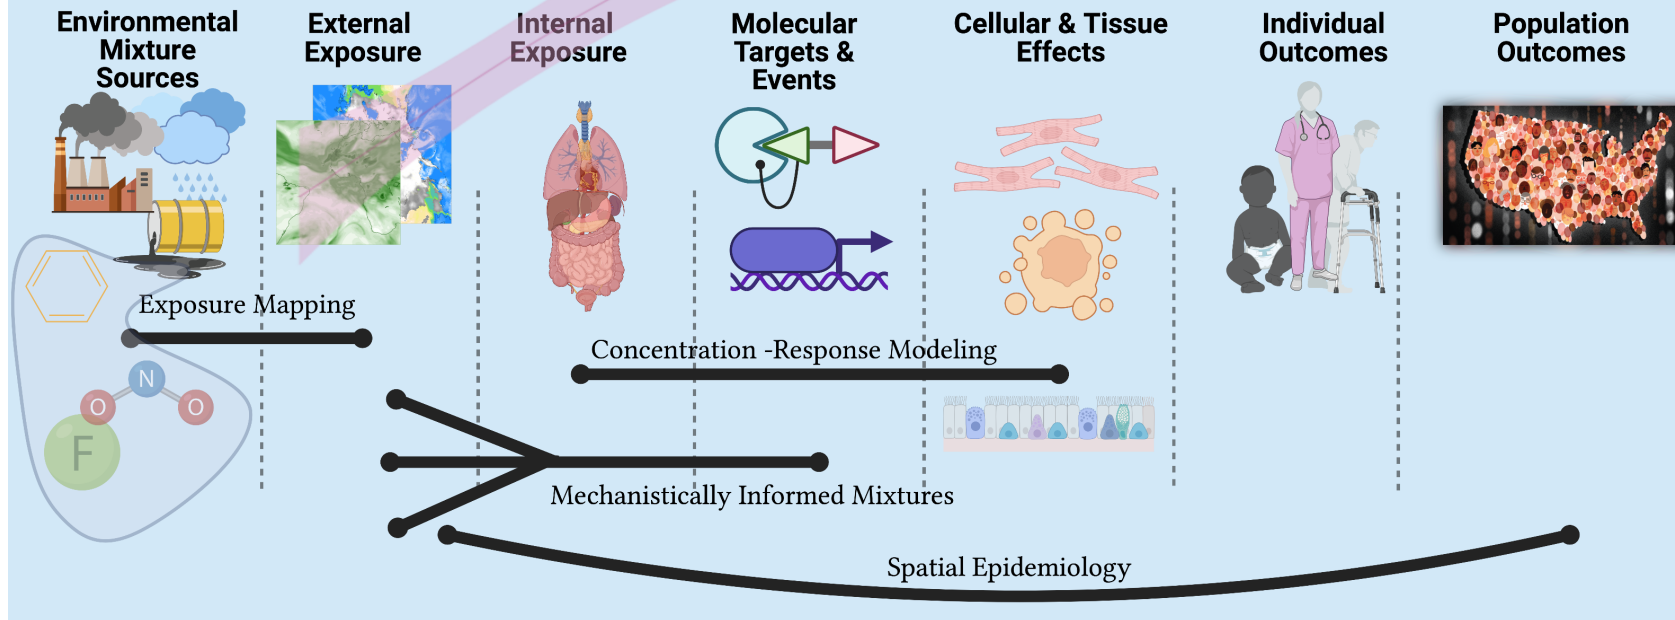 Environmental
Mixture
Sources
External
Exposure
Internal
Exposure
Molecular
Targets &
Events
Cellular & Tissue
Effects
Individual
Outcomes
Population
Outcomes
Exposure Mapping
Concentration -Response Modeling
N
O
O
F
Mechanistically Informed Mixtures
Spatial Epidemiology